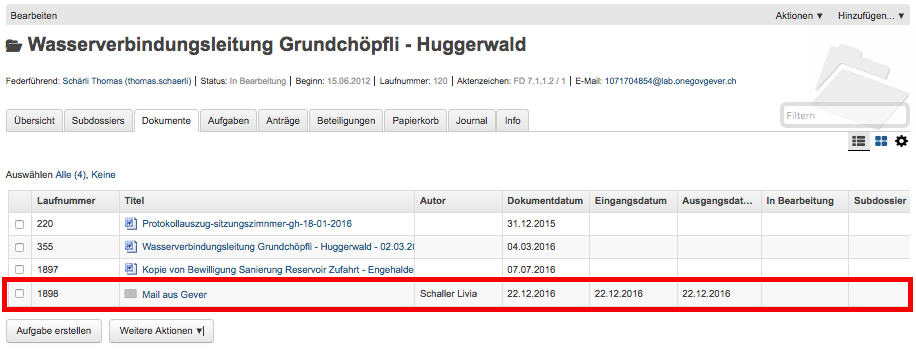 Bearbeiten Aktionen ▼ Hinzufügen... ▼
Wasserverbindungsleitung Grundchöpfli - Huggerwald
Federführend: Schärli Thomas (thomas.schaerli) | Status: In Bearbeitung | Beginn: 15.06.2012 | Laufnummer: 120 | Aktenzeichen: FD 7.1.1.2 / 1 | E-Mail: 1071704854@lab.onegovgever.ch
Übersicht Subdossiers Dokumente Aufgaben Anträge Beteiligungen Papierkorb Journal Info
Filtern
Auswählen Alle (4), Keine
Laufnummer Titel Autor Dokumentdatum Eingangsdatum Ausgangsdat... In Bearbeitung Subdossier
220 Protokollauszug-sitzungszimnmer-gh-18-01-2016 31.12.2015
355 Wasserverbindungsleitung Grundchöpfli - Huggerwald - 02.03.20 04.03.2016
1897 Kopie von Bewilligung Sanierung Reservoir Zufahrt - Engehalde 07.07.2016
1898 Mail aus Gever Schaller Livia 22.12.2016 22.12.2016 22.12.2016
Aufgabe erstellen Weitere Aktionen ▼